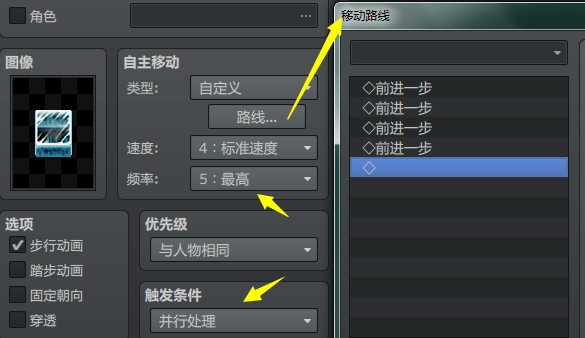 角色
...
图像
自主移动
类型：
自定义
路线...
速度：
4：标准速度
频率：
5：最高
选项
步行动画
踏步动画
固定朝向
穿透
优先级
与人物相同
触发条件
并行处理
移动路线
◇前进一步
◇前进一步
◇前进一步
◇前进一步
◇